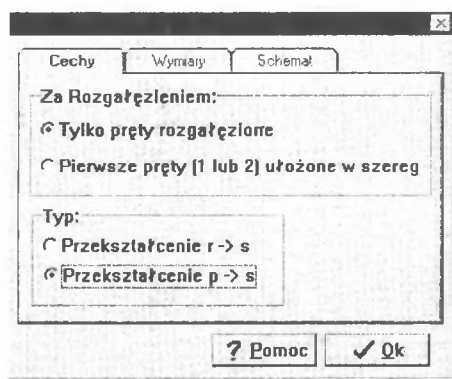 Cechy Wymiary Schemat
Za Rozgałęzieniem:
Tylko pręty rozgałęzione
Pierwsze pręty (1 lub 2) ułożone w szereg
Typ:
Przekształcenie r -> s
Przekształcenie p -> s
? Pomoc Ok